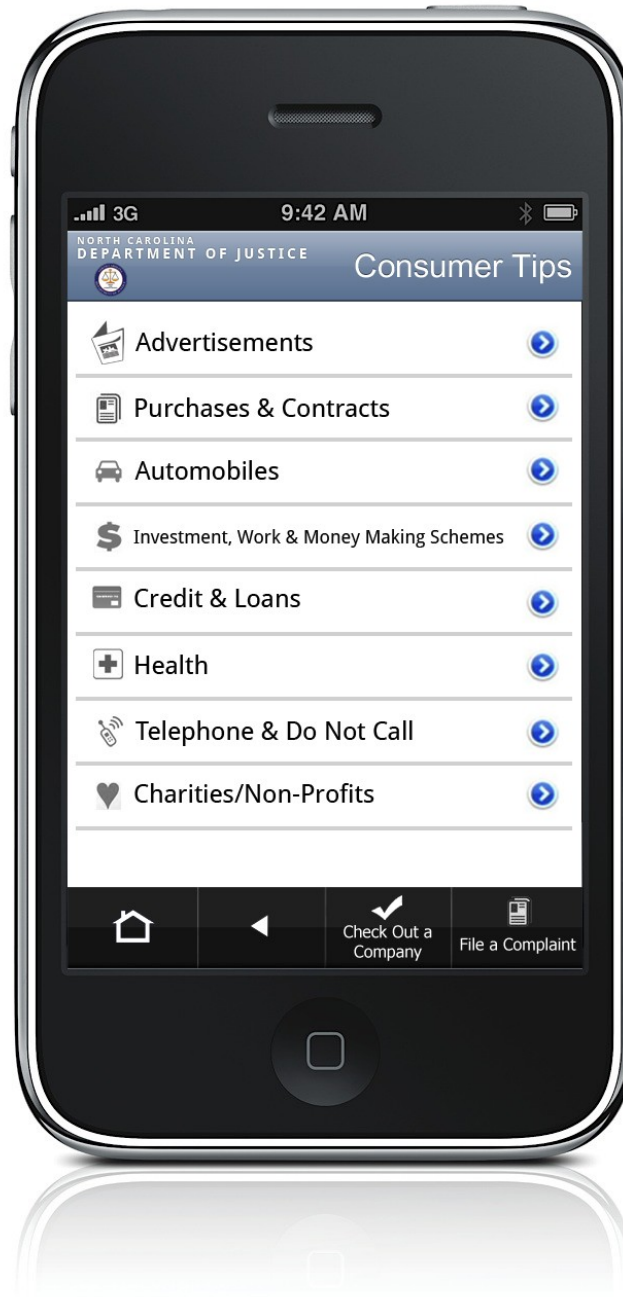 3G 9:42 AM
NORTH CAROLINA
DEPARTMENT OF JUSTICE
Consumer Tips
Advertisements
Purchases & Contracts
Automobiles
Investment, Work & Money Making Schemes
Credit & Loans
Health
Telephone & Do Not Call
Charities/Non-Profits
Check Out a
Company
File a Complaint